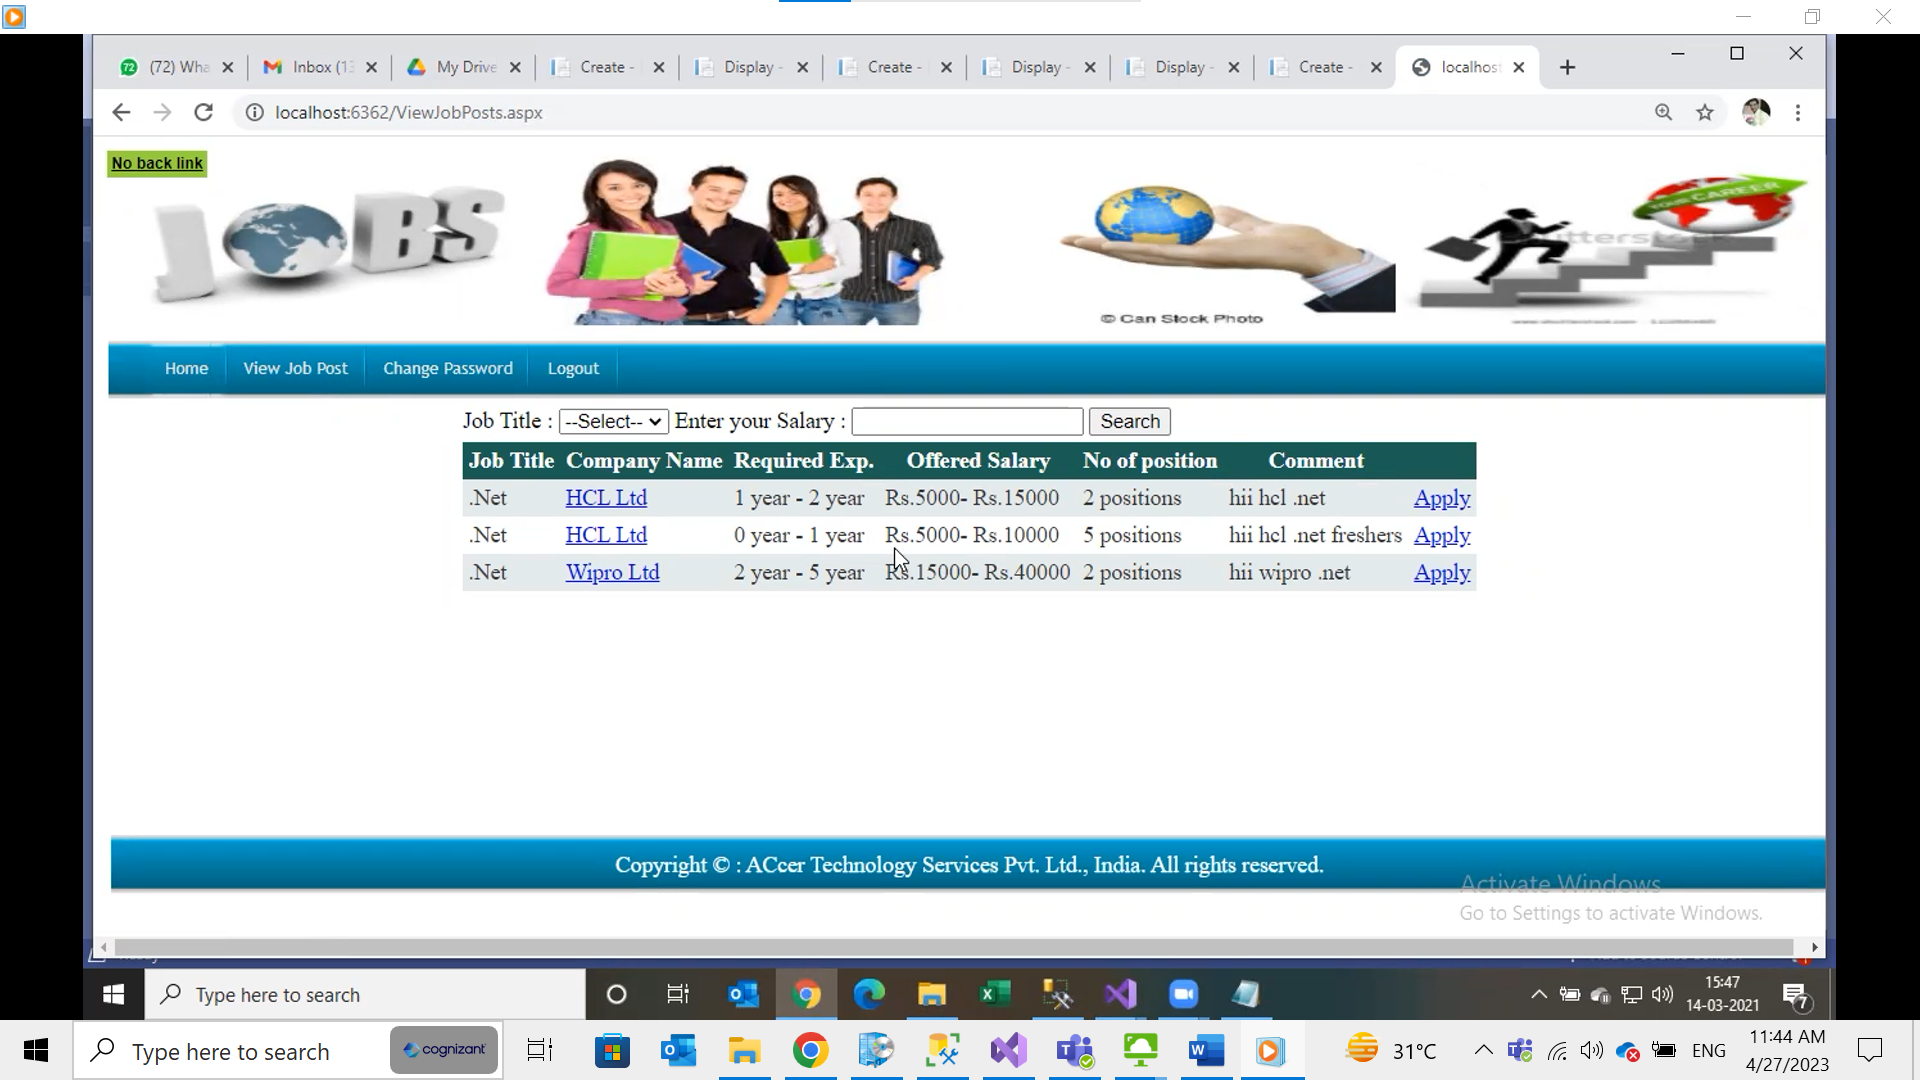 72 (72) Wha
Inbox (13
My Drive
Create -
Display -
Create -
Display -
Display -
Create -
localhost
localhost:6362/ViewJobPosts.aspx
No back link
JOBS
YOUR CAREER
© Can Stock Photo
Home View Job Post Change Password Logout
Job Title : --Select-- Enter your Salary : Search
Job Title Company Name Required Exp. Offered Salary No of position Comment
.Net HCL Ltd 1 year - 2 year Rs.5000- Rs.15000 2 positions hii hcl .net Apply
.Net HCL Ltd 0 year - 1 year Rs.5000- Rs.10000 5 positions hii hcl .net freshers Apply
.Net Wipro Ltd 2 year - 5 year Rs.15000- Rs.40000 2 positions hii wipro .net Apply
Copyright © : ACcer Technology Services Pvt. Ltd., India. All rights reserved.
Activate Windows
Go to Settings to activate Windows.
Type here to search
15:47
14-03-2021
7
Type here to search cognizant
31°C
ENG
11:44 AM
4/27/2023